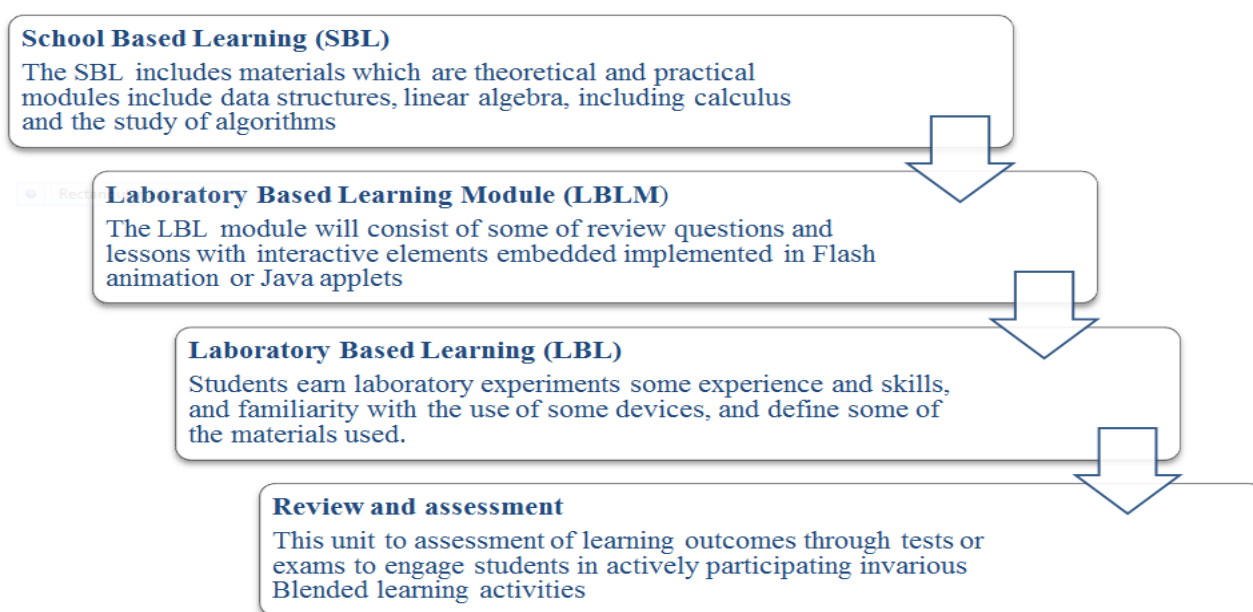 School Based Learning (SBL)
The SBL includes materials which are theoretical and practical
modules include data structures, linear algebra, including calculus
and the study of algorithms
Laboratory Based Learning Module (LBLM)
The LBL module will consist of some of review questions and
lessons with interactive elements embedded implemented in Flash
animation or Java applets
Laboratory Based Learning (LBL)
Students earn laboratory experiments some experience and skills,
and familiarity with the use of some devices, and define some of
the materials used.
Review and assessment
This unit to assessment of learning outcomes through tests or
exams to engage students in actively participating invarious
Blended learning activities